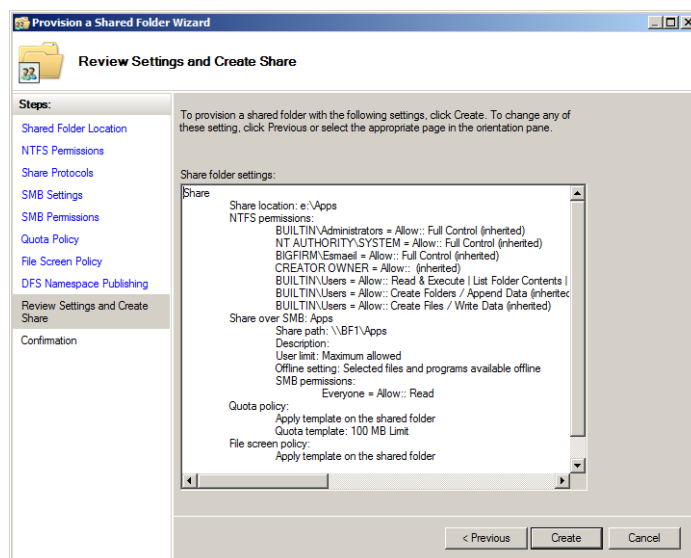 Provision a Shared Folder Wizard
Review Settings and Create Share
Steps:
Shared Folder Location
NTFS Permissions
Share Protocols
SMB Settings
SMB Permissions
Quota Policy
File Screen Policy
DFS Namespace Publishing
Review Settings and Create
Share
Confirmation
To provision a shared folder with the following settings, click Create. To change any of
these setting, click Previous or select the appropriate page in the orientation pane.
Share folder settings:
Share
Share location: e:\Apps
NTFS permissions:
BUILTIN\Administrators = Allow:: Full Control (inherited)
NT AUTHORITY\SYSTEM = Allow:: Full Control (inherited)
BIGFIRM\Esmaeil = Allow:: Full Control (inherited)
CREATOR OWNER = Allow:: (inherited)
BUILTIN\Users = Allow:: Read & Execute | List Folder Contents |
BUILTIN\Users = Allow:: Create Folders / Append Data (inheritec
BUILTIN\Users = Allow:: Create Files / Write Data (inherited)
Share over SMB: Apps
Share path: \\BF1\Apps
Description:
User limit: Maximum allowed
Offline setting: Selected files and programs available offline
SMB permissions:
Everyone = Allow:: Read
Quota policy:
Apply template on the shared folder
Quota template: 100 MB Limit
File screen policy:
Apply template on the shared folder
< Previous
Create
Cancel